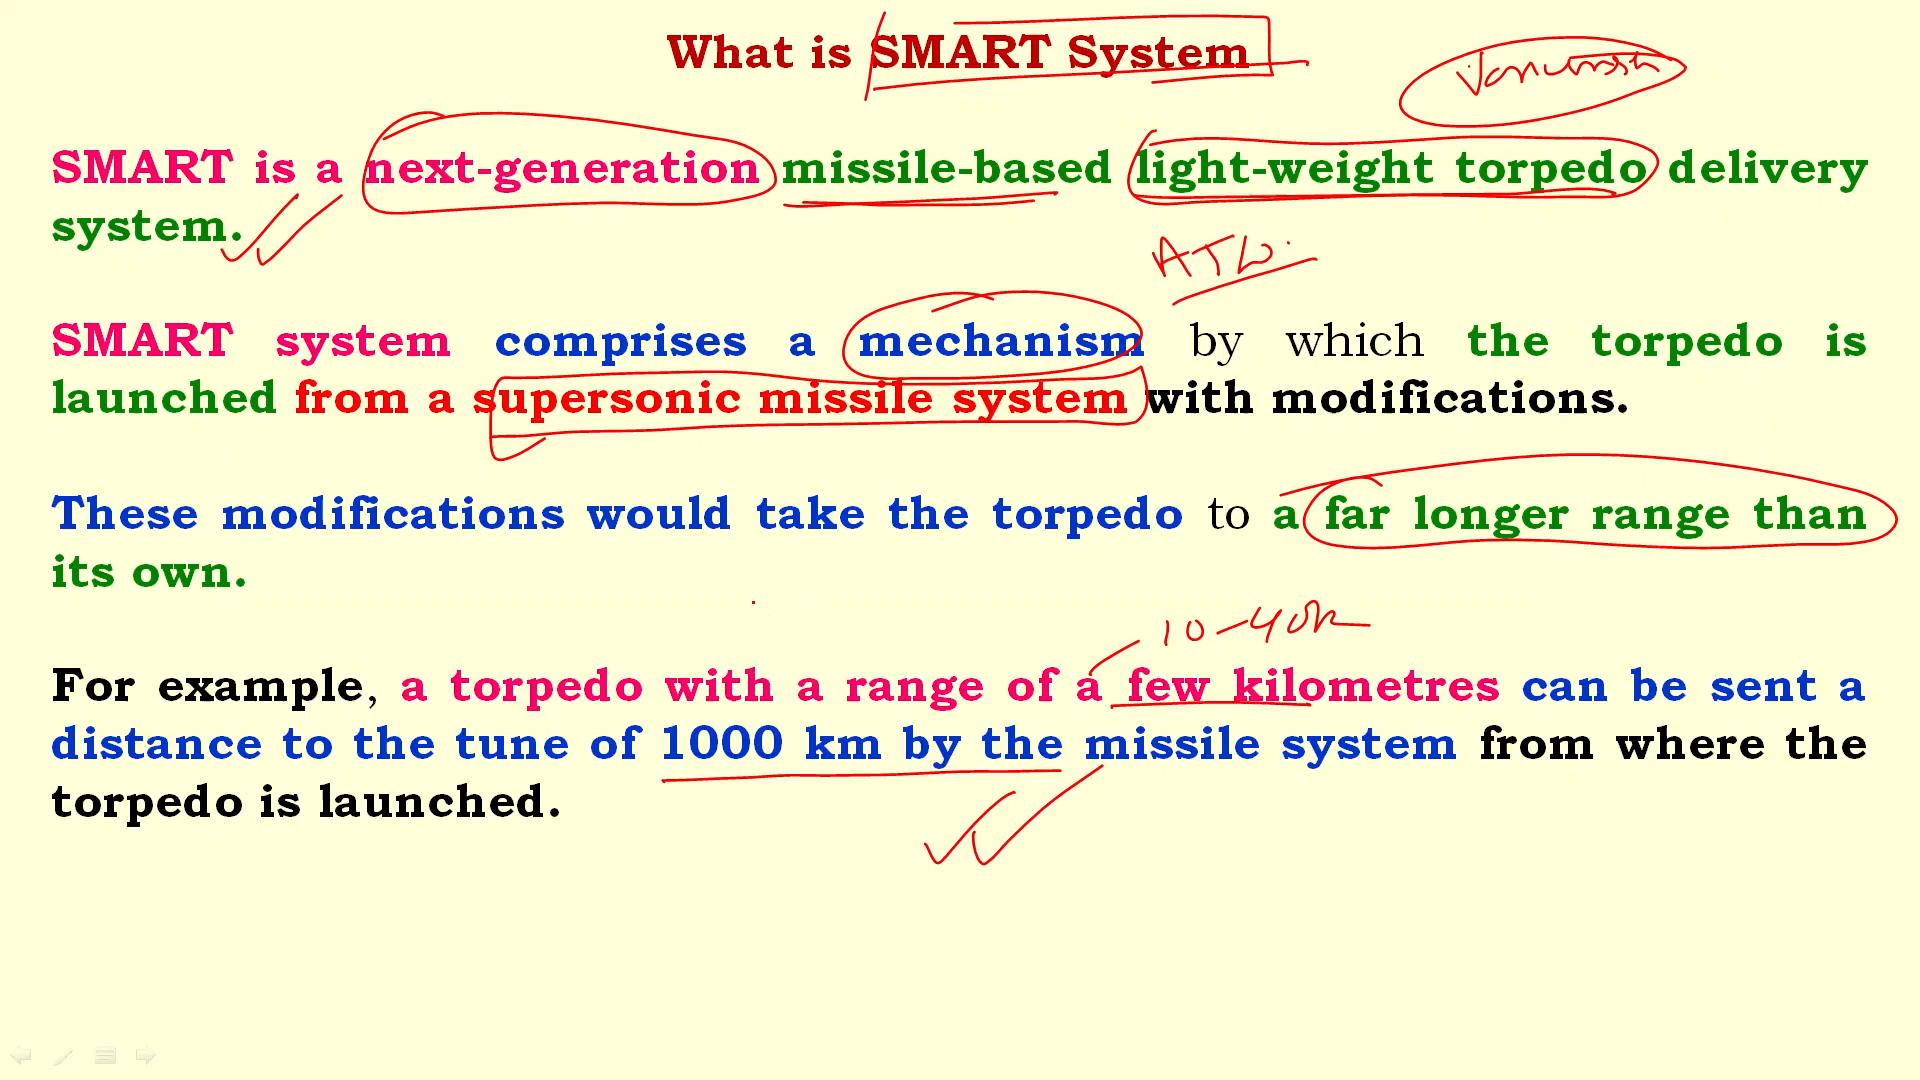 What is SMART System
SMART is a next-generation missile-based light-weight torpedo delivery
system.
ATW.
SMART system comprises a mechanism by which the torpedo is
launched from a supersonic missile system with modifications.
These modifications would take the torpedo to a far longer range than
its own.
10-40k
For example, a torpedo with a range of a few kilometres can be sent a
distance to the tune of 1000 km by the missile system from where the
torpedo is launched.